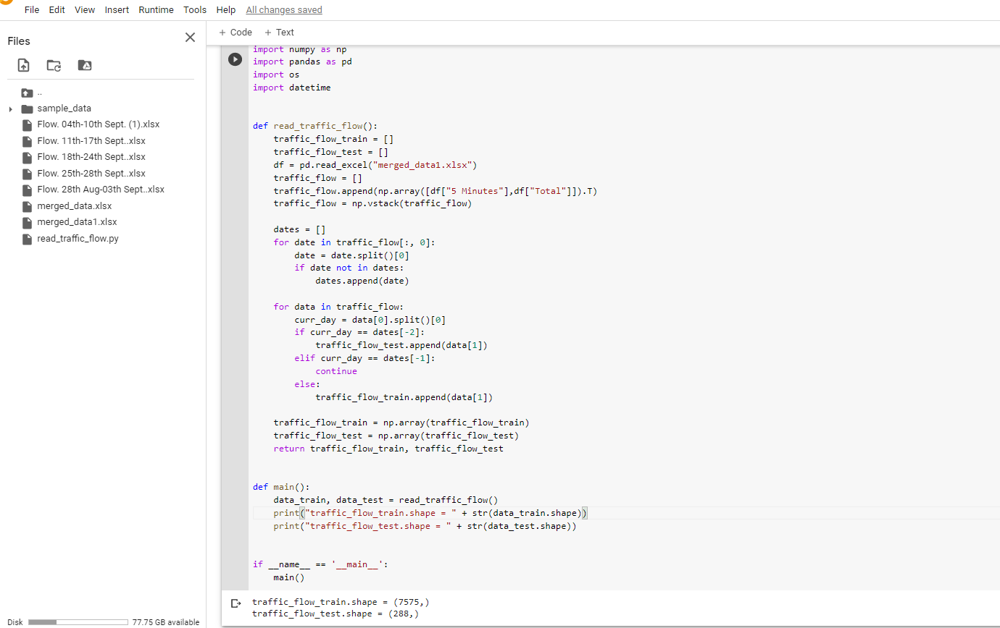 File Edit View Insert Runtime Tools Help All changes saved
Files
+ Code + Text
..
sample_data
Flow. 04th-10th Sept. (1).xlsx
Flow. 11th-17th Sept..xlsx
Flow. 18th-24th Sept..xlsx
Flow. 25th-28th Sept..xlsx
Flow. 28th Aug-03th Sept..xlsx
merged_data.xlsx
merged_data1.xlsx
read_traffic_flow.py
Disk 77.75 GB available
import numpy as np
import pandas as pd
import os
import datetime
def read_traffic_flow():
    traffic_flow_train = []
    traffic_flow_test = []
    df = pd.read_excel("merged_data1.xlsx")
    traffic_flow = []
    traffic_flow.append(np.array([df["5 Minutes"],df["Total"]]).T)
    traffic_flow = np.vstack(traffic_flow)
    dates = []
    for date in traffic_flow[:, 0]:
        date = date.split()[0]
        if date not in dates:
            dates.append(date)
    for data in traffic_flow:
        curr_day = data[0].split()[0]
        if curr_day == dates[-2]:
            traffic_flow_test.append(data[1])
        elif curr_day == dates[-1]:
            continue
        else:
            traffic_flow_train.append(data[1])
    traffic_flow_train = np.array(traffic_flow_train)
    traffic_flow_test = np.array(traffic_flow_test)
    return traffic_flow_train, traffic_flow_test
def main():
    data_train, data_test = read_traffic_flow()
    print("traffic_flow_train.shape = " + str(data_train.shape))
    print("traffic_flow_test.shape = " + str(data_test.shape))
if __name__ == '__main__':
    main()
traffic_flow_train.shape = (7575,)
traffic_flow_test.shape = (288,)